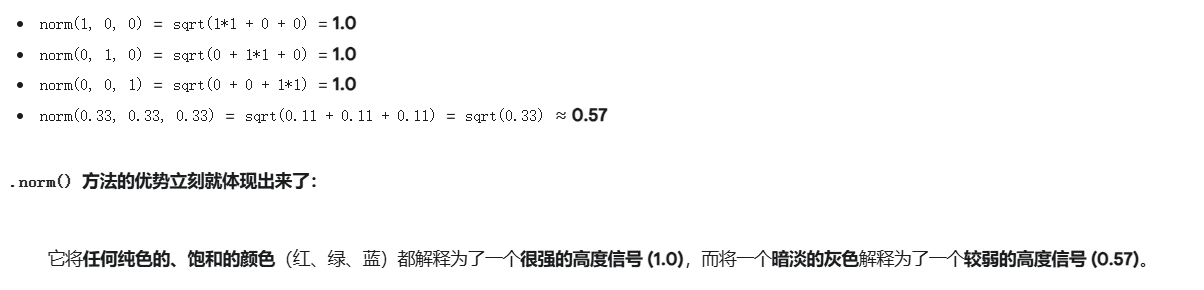 • norm(1, 0, 0) = sqrt(1*1 + 0 + 0) = 1.0
• norm(0, 1, 0) = sqrt(0 + 1*1 + 0) = 1.0
• norm(0, 0, 1) = sqrt(0 + 0 + 1*1) = 1.0
• norm(0.33, 0.33, 0.33) = sqrt(0.11 + 0.11 + 0.11) = sqrt(0.33) ≈ 0.57
.norm() 方法的优势立刻就体现出来了：
它将任何纯色的、饱和的颜色（红、绿、蓝）都解释为了一个很强的高度信号 (1.0)，而将一个暗淡的灰色解释为了一个较弱的高度信号 (0.57)。